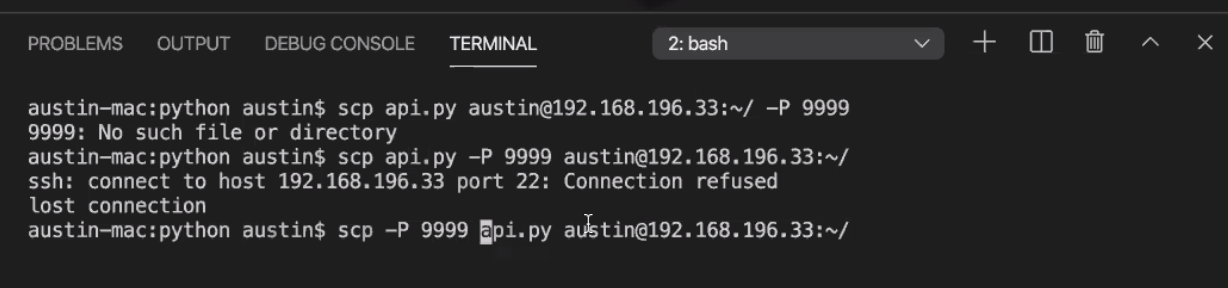 PROBLEMS OUTPUT DEBUG CONSOLE TERMINAL 2: bash
austin-mac:python austin$ scp api.py austin@192.168.196.33:~/ -P 9999
9999: No such file or directory
austin-mac:python austin$ scp api.py -P 9999 austin@192.168.196.33:~/
ssh: connect to host 192.168.196.33 port 22: Connection refused
lost connection
austin-mac:python austin$ scp -P 9999 api.py austin@192.168.196.33:~/